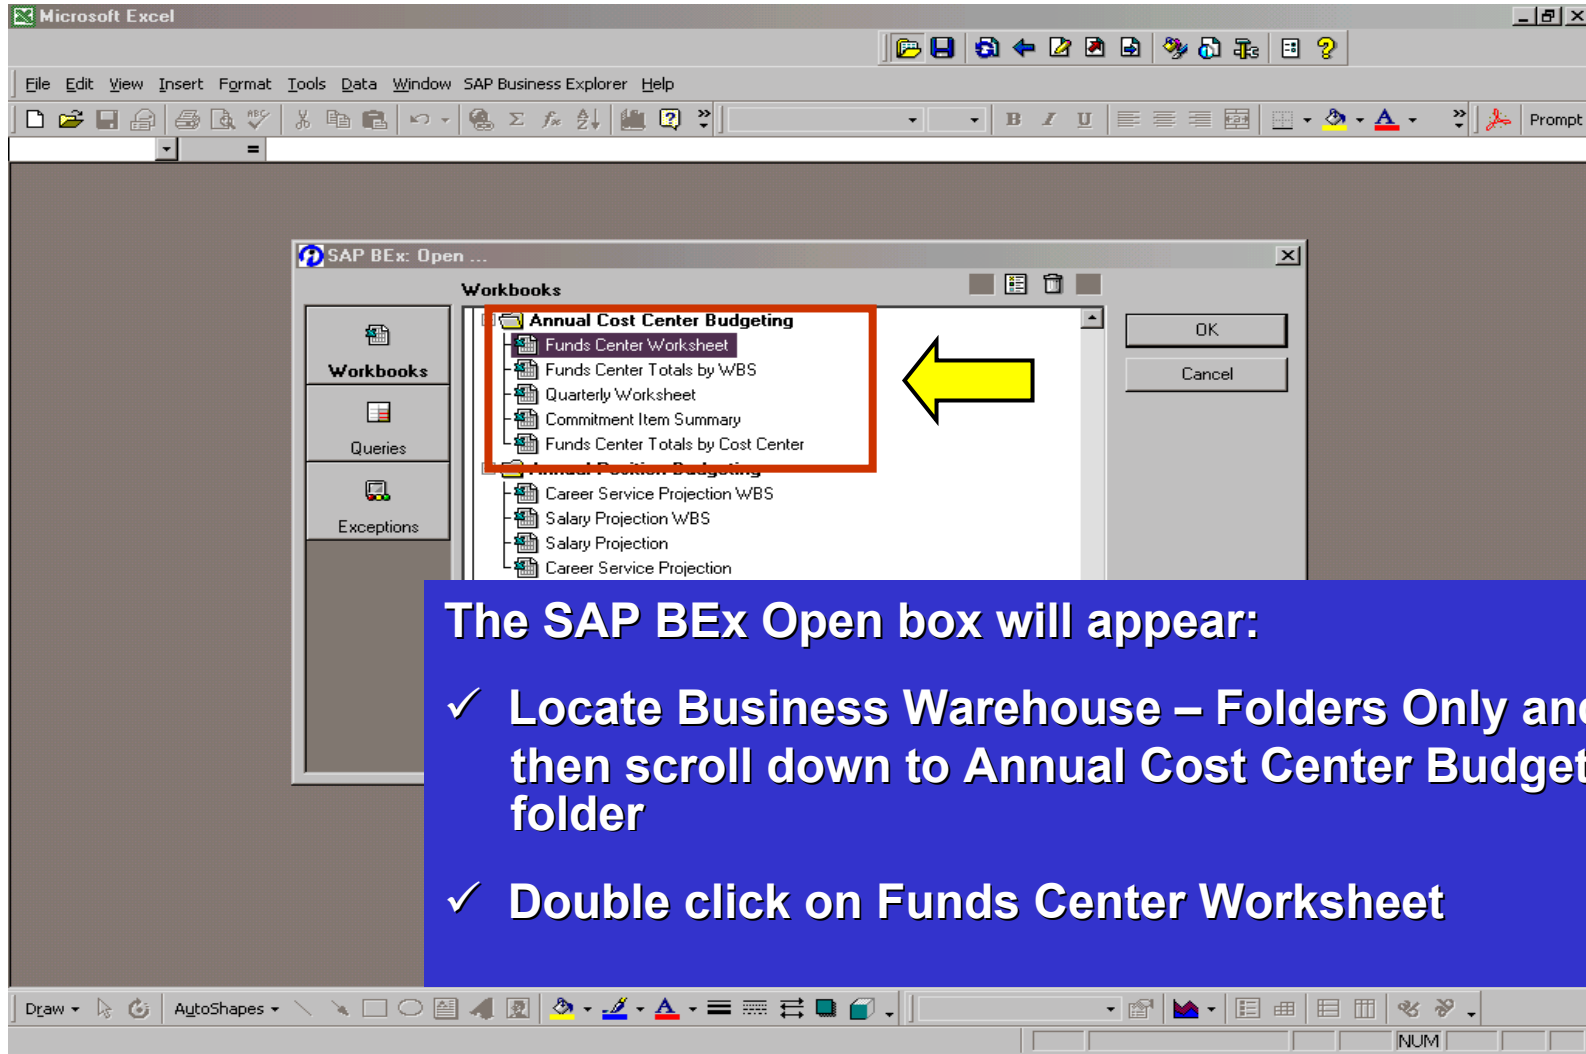 Microsoft Excel
File Edit View Insert Format Tools Data Window SAP Business Explorer Help
Prompt
=
SAP BEx: Open ...
Workbooks
Annual Cost Center Budgeting
Funds Center Worksheet
Funds Center Totals by WBS
Quarterly Worksheet
Commitment Item Summary
Funds Center Totals by Cost Center
Annual Position Budgeting
Career Service Projection WBS
Salary Projection WBS
Salary Projection
Career Service Projection
Workbooks
Queries
Exceptions
OK
Cancel
The SAP BEx Open box will appear:
✓ Locate Business Warehouse – Folders Only and
then scroll down to Annual Cost Center Budget
folder
✓ Double click on Funds Center Worksheet
Draw AutoShapes
NUM